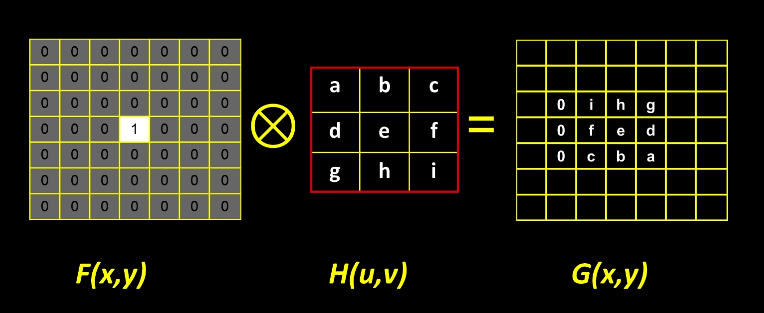 0 0 0 0 0 0 0
0 0 0 0 0 0 0
0 0 0 0 0 0 0
0 0 0 1 0 0 0
0 0 0 0 0 0 0
0 0 0 0 0 0 0
0 0 0 0 0 0 0
⊗
a b c
d e f
g h i
=
0 i h g
0 f e d
0 c b a
F(x,y)
H(u,v)
G(x,y)